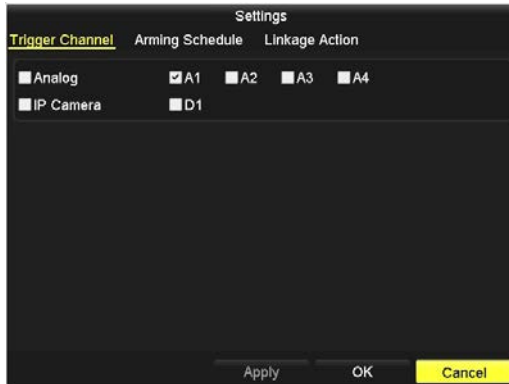 Settings
Trigger Channel Arming Schedule Linkage Action
Analog A1 A2 A3 A4
IP Camera D1
Apply OK Cancel